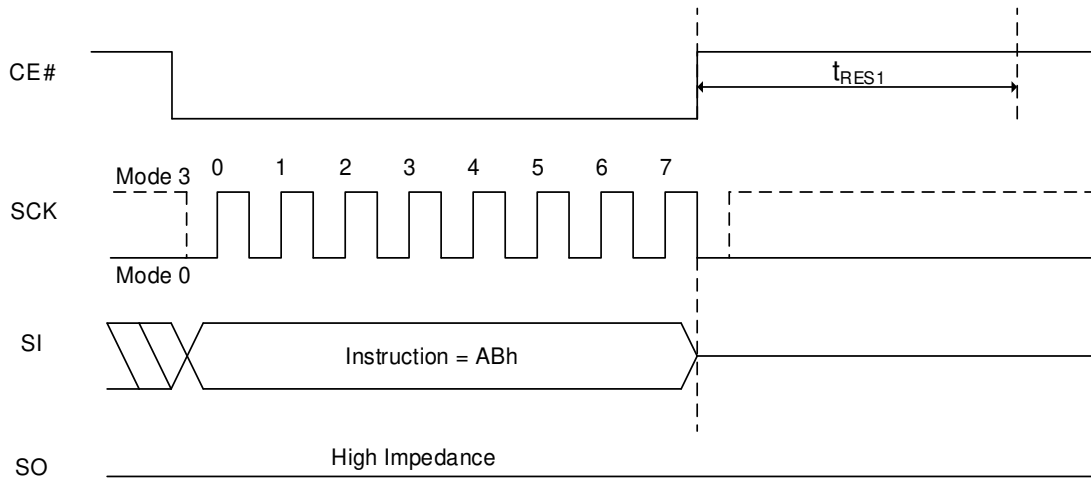 CE#
tRES1
Mode 3 0 1 2 3 4 5 6 7
SCK
Mode 0
SI
Instruction = ABh
High Impedance
SO